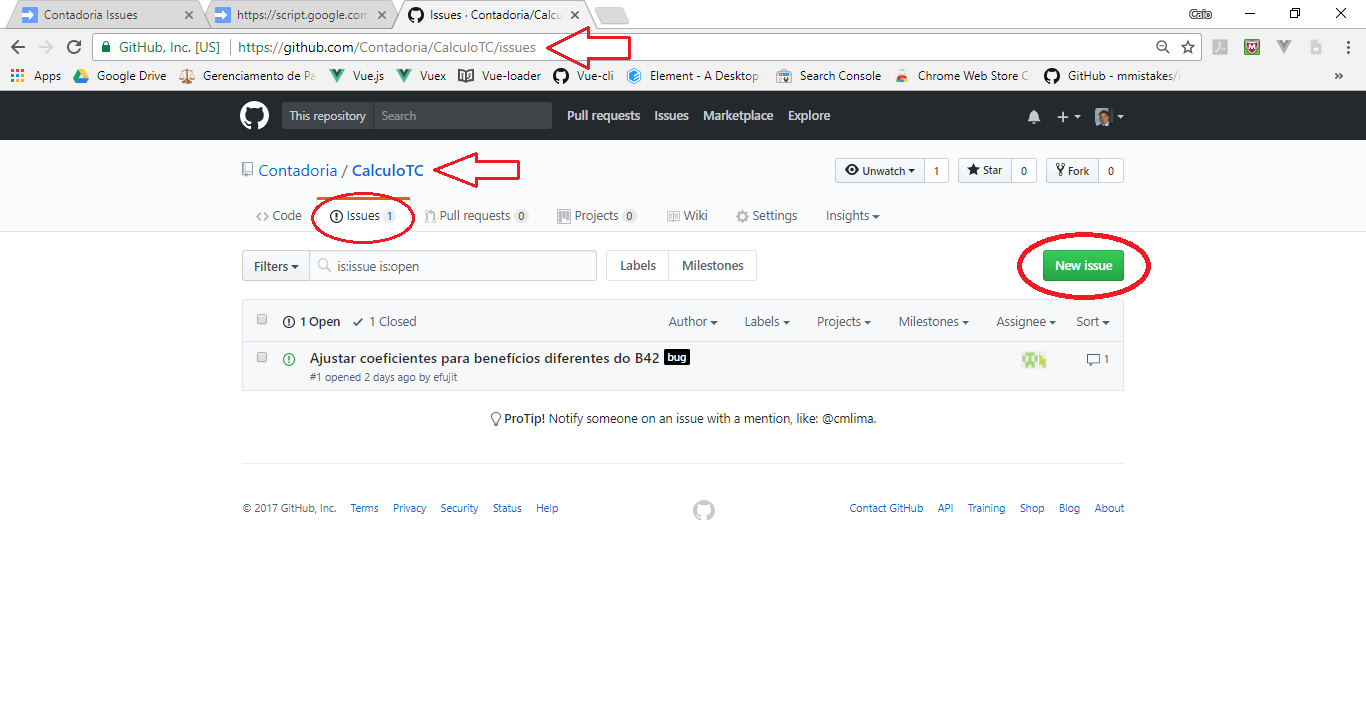 Contadoria Issues
https://script.google.com
Issues · Contadoria/Calcu
Caio
GitHub, Inc. [US]
https://github.com/Contadoria/CalculoTC/issues
Apps
Google Drive
Gerenciamento de Pa
Vue.js
Vuex
Vue-loader
Vue-cli
Element - A Desktop
Search Console
Chrome Web Store C
GitHub - mmistakes/
»
This repository
Search
Pull requests
Issues
Marketplace
Explore
Contadoria / CalculoTC
Unwatch
1
Star
0
Fork
0
Code
Issues 1
Pull requests 0
Projects 0
Wiki
Settings
Insights
Filters
is:issue is:open
Labels
Milestones
New issue
1 Open
1 Closed
Author
Labels
Projects
Milestones
Assignee
Sort
Ajustar coeficientes para benefícios diferentes do B42 bug
1
#1 opened 2 days ago by efujit
ProTip! Notify someone on an issue with a mention, like: @cmlima.
© 2017 GitHub, Inc.
Terms
Privacy
Security
Status
Help
Contact GitHub
API
Training
Shop
Blog
About